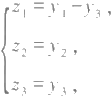 z₁ = y₁ - y₃ ,
z₂ = y₂ ,
z₃ = y₃ ,